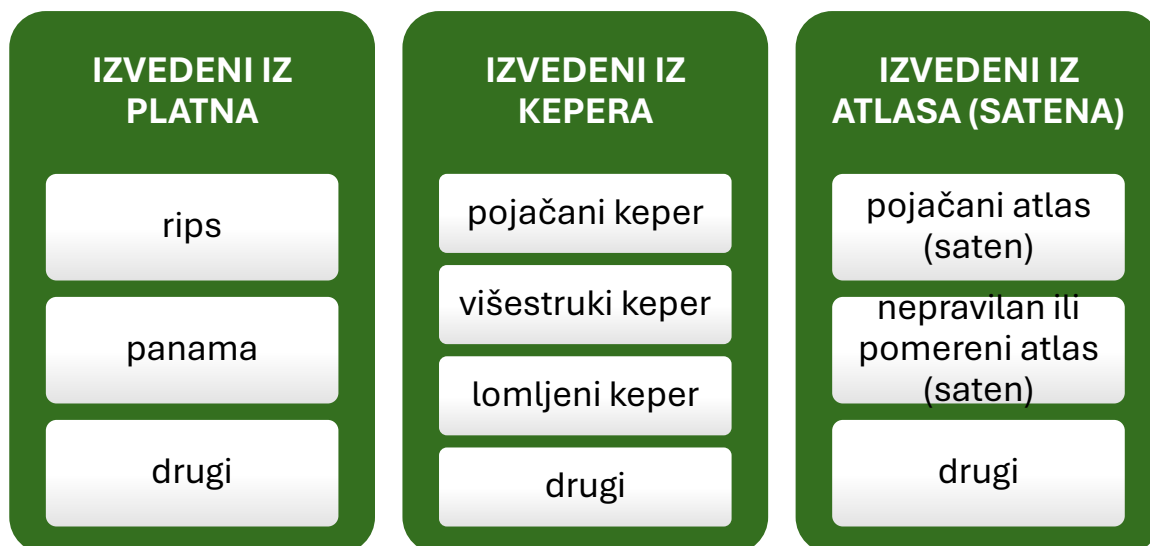 IZVEDENI IZ
PLATNA
rips
panama
drugi
IZVEDENI IZ
KEPERA
pojačani keper
višestruki keper
lomljeni keper
drugi
IZVEDENI IZ
ATLASA (SATENA)
pojačani atlas
(saten)
nepravilan ili
pomereni atlas
(saten)
drugi